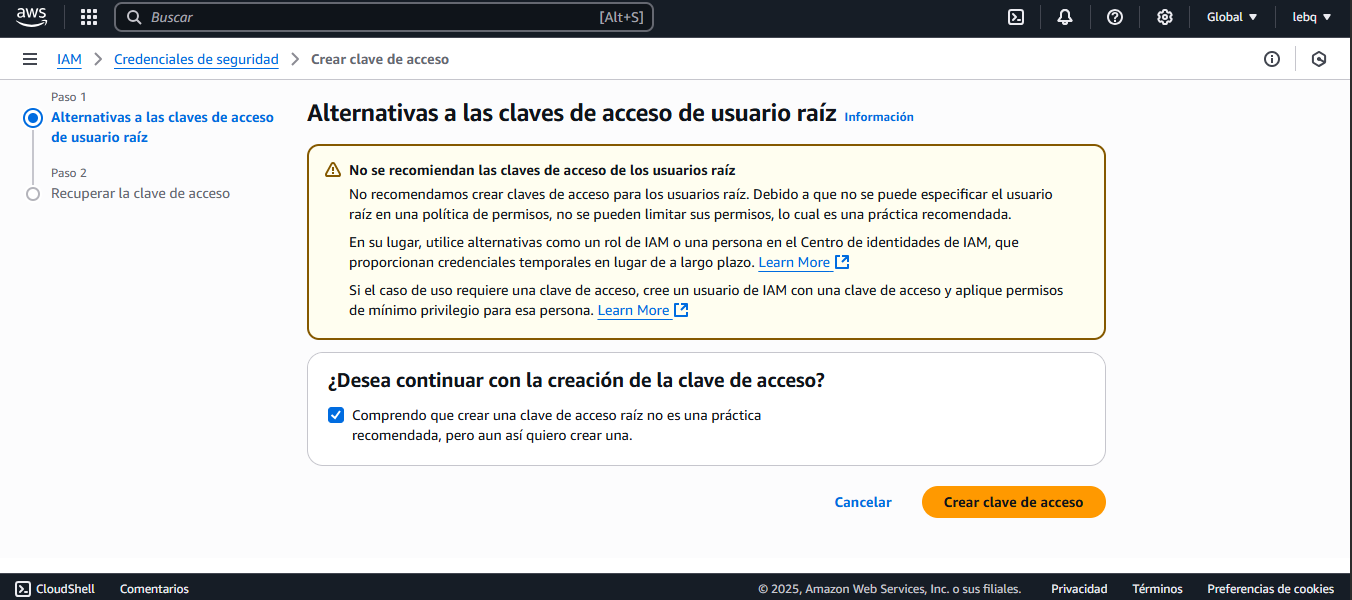 aws
Buscar
[Alt+S]
Global
lebq
IAM
Credenciales de seguridad
Crear clave de acceso
Paso 1
Alternativas a las claves de acceso
de usuario raíz
Paso 2
Recuperar la clave de acceso
Alternativas a las claves de acceso de usuario raíz Información
No se recomiendan las claves de acceso de los usuarios raíz
No recomendamos crear claves de acceso para los usuarios raíz. Debido a que no se puede especificar el usuario
raíz en una política de permisos, no se pueden limitar sus permisos, lo cual es una práctica recomendada.
En su lugar, utilice alternativas como un rol de IAM o una persona en el Centro de identidades de IAM, que
proporcionan credenciales temporales en lugar de a largo plazo. Learn More
Si el caso de uso requiere una clave de acceso, cree un usuario de IAM con una clave de acceso y aplique permisos
de mínimo privilegio para esa persona. Learn More
¿Desea continuar con la creación de la clave de acceso?
Comprendo que crear una clave de acceso raíz no es una práctica
recomendada, pero aun así quiero crear una.
Cancelar
Crear clave de acceso
CloudShell
Comentarios
© 2025, Amazon Web Services, Inc. o sus filiales.
Privacidad
Términos
Preferencias de cookies